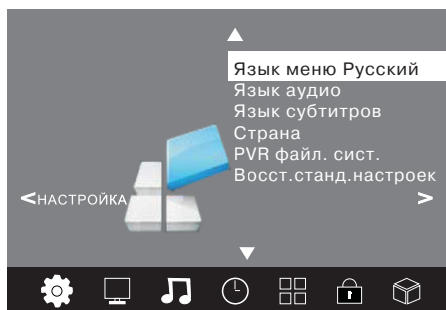 Язык меню Русский
Язык аудио
Язык субтитров
Страна
PVR файл. сист.
Восст.станд.настроек
<НАСТРОЙКА >